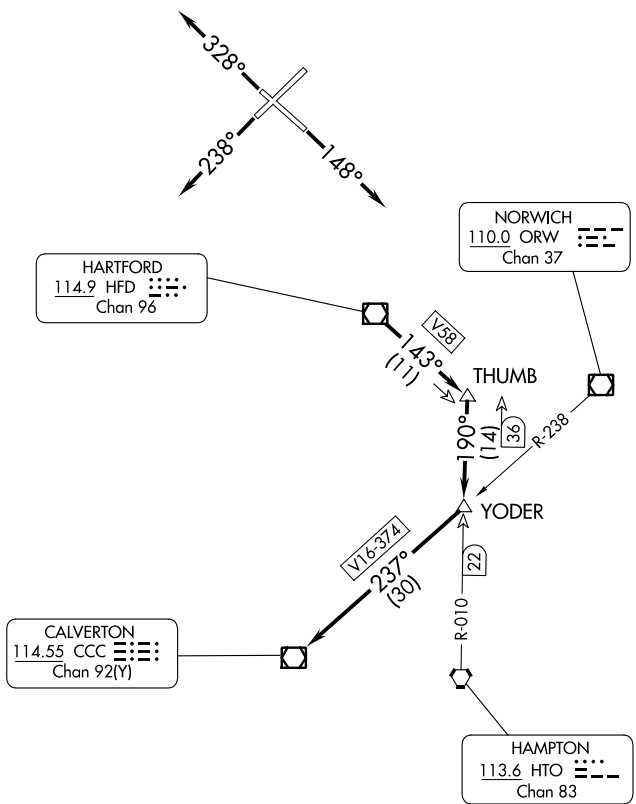 328°
238°
148°
NORWICH
110.0 ORW
Chan 37
HARTFORD
114.9 HFD
Chan 96
V58
143°
(11)
THUMB
190°
(14)
36
R-238
YODER
V16-374
237°
(30)
22
R-010
CALVERTON
114.55 CCC
Chan 92(Y)
HAMPTON
113.6 HTO
Chan 83